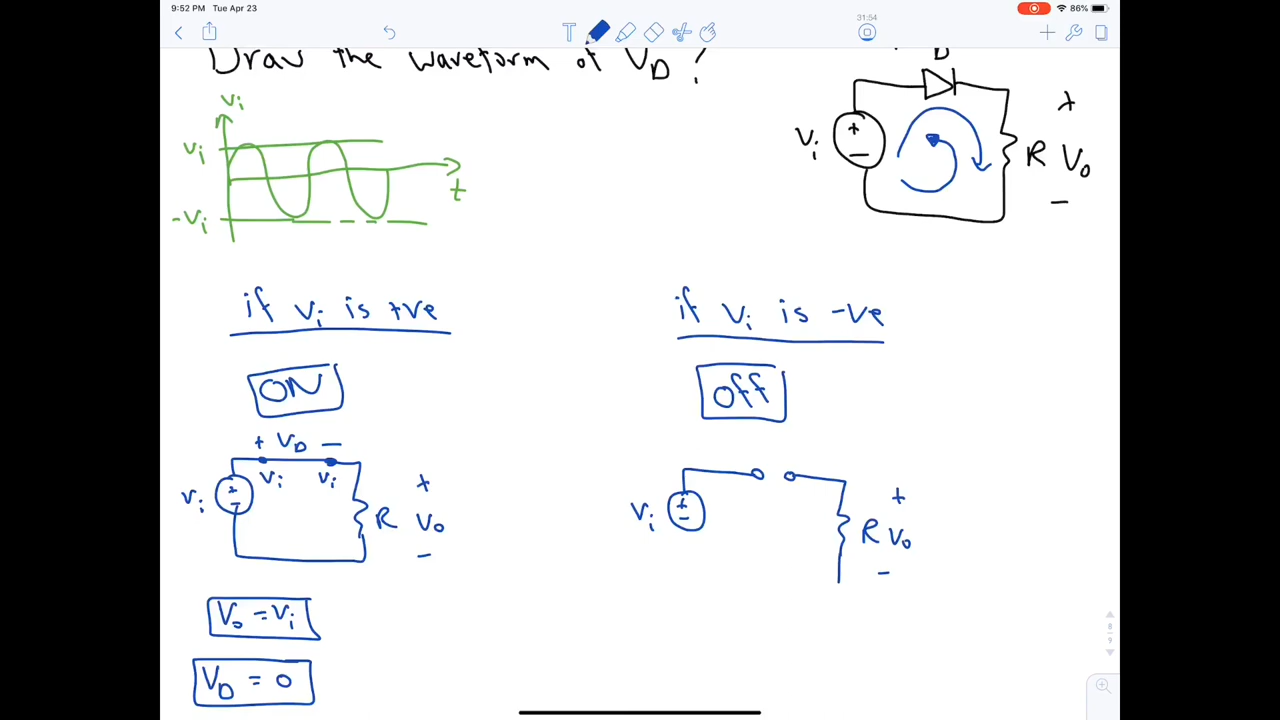 9:52 PM Tue Apr 23
86%
31:54
T
Draw the waveform of VD ?
Vi
Vi
-Vi
t
D
Vi
+
−
R
+
Vo
−
if Vi is +ve
if Vi is -ve
ON
Off
+ VD −
Vi
+
−
Vi
Vi
R
+
Vo
−
Vi
+
−
R
+
Vo
−
Vo = Vi
VD = 0